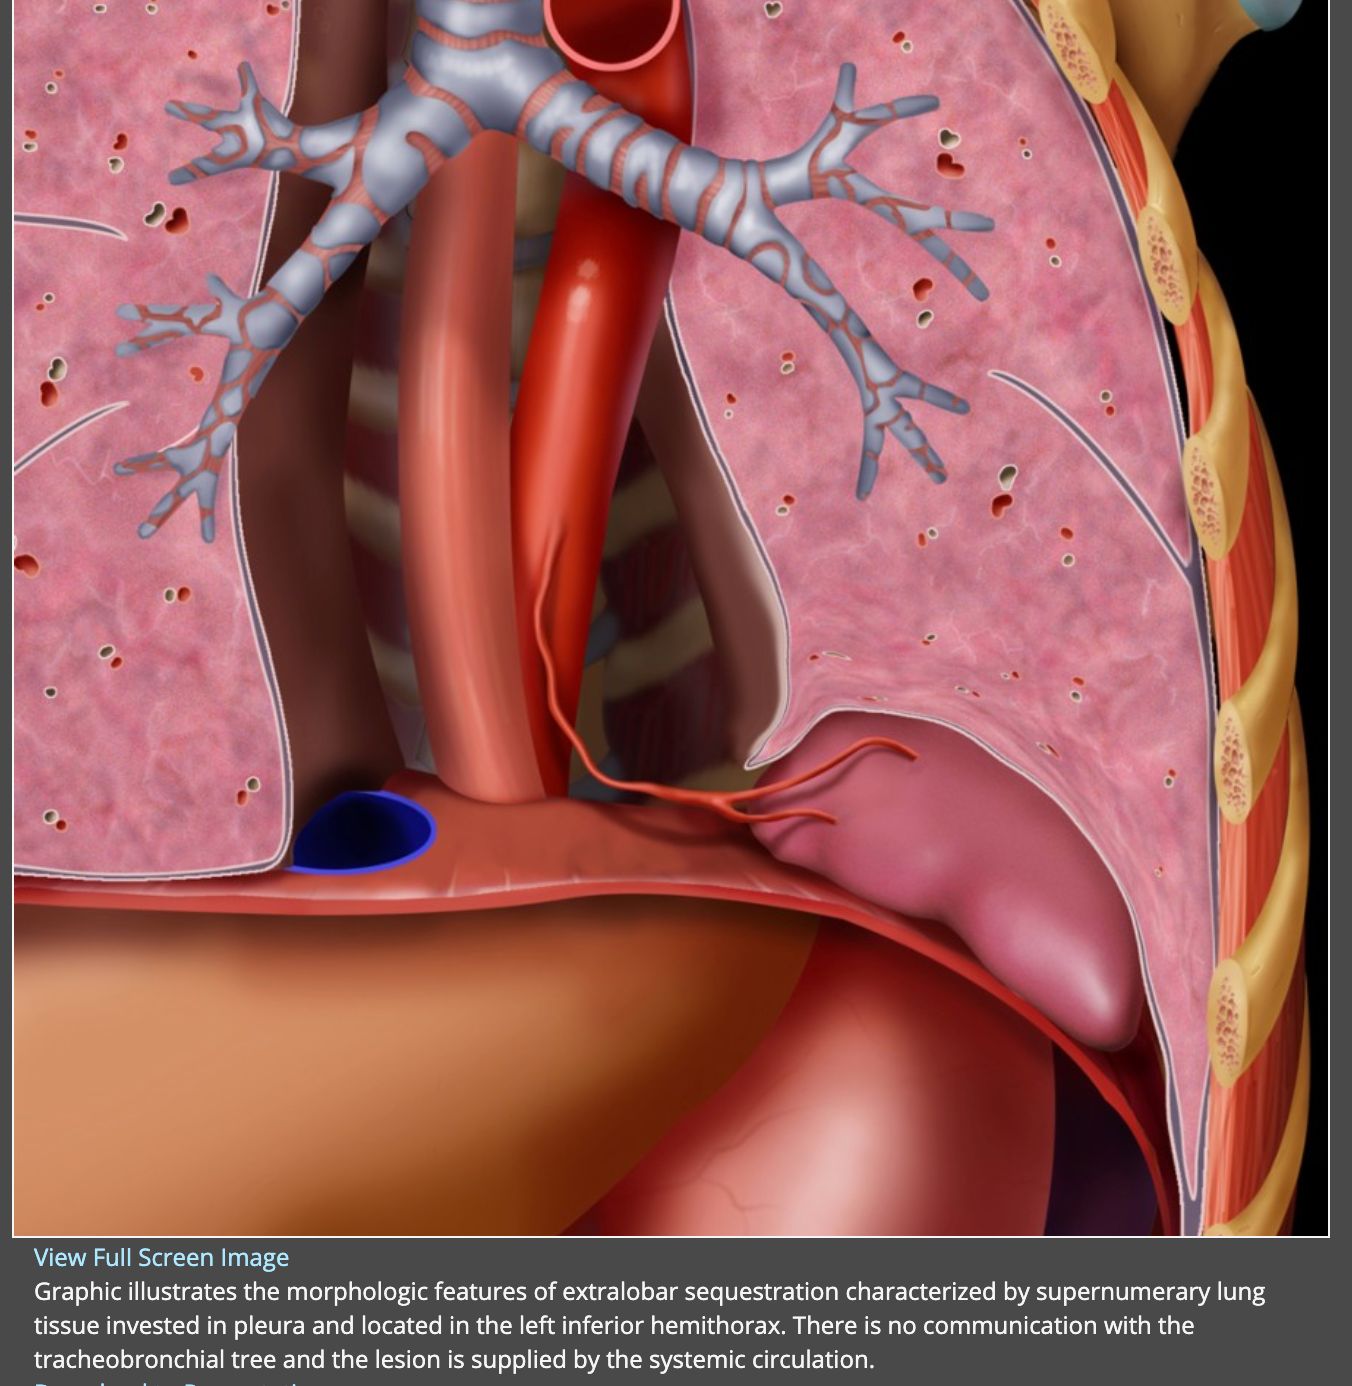 View Full Screen Image
Graphic illustrates the morphologic features of extralobar sequestration characterized by supernumerary lung
tissue invested in pleura and located in the left inferior hemithorax. There is no communication with the
tracheobronchial tree and the lesion is supplied by the systemic circulation.